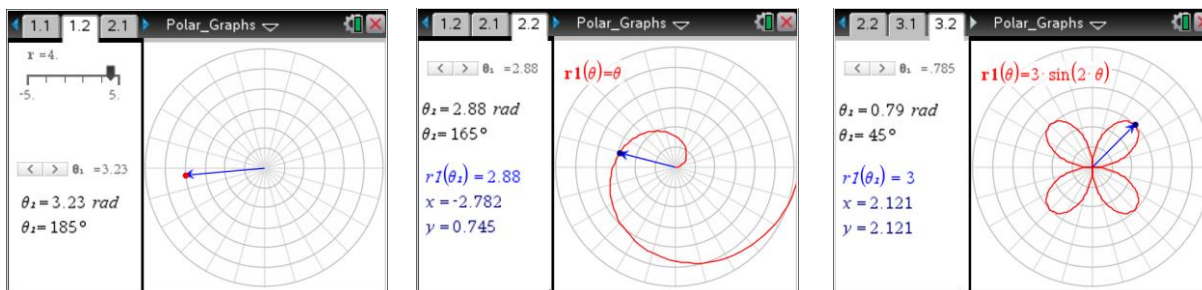 1.1 1.2 2.1 Polar_Graphs
r =4.
-5. 5.
< > θ₁ =3.23
θ₁ = 3.23 rad
θ₁ = 185°
1.2 2.1 2.2 Polar_Graphs
< > θ₁ =2.88
r1(θ)=θ
θ₁ = 2.88 rad
θ₁ = 165°
r1(θ₁) = 2.88
x = -2.782
y = 0.745
2.2 3.1 3.2 Polar_Graphs
< > θ₁ =.785
r1(θ)=3·sin(2·θ)
θ₁ = 0.79 rad
θ₁ = 45°
r1(θ₁) = 3
x = 2.121
y = 2.121